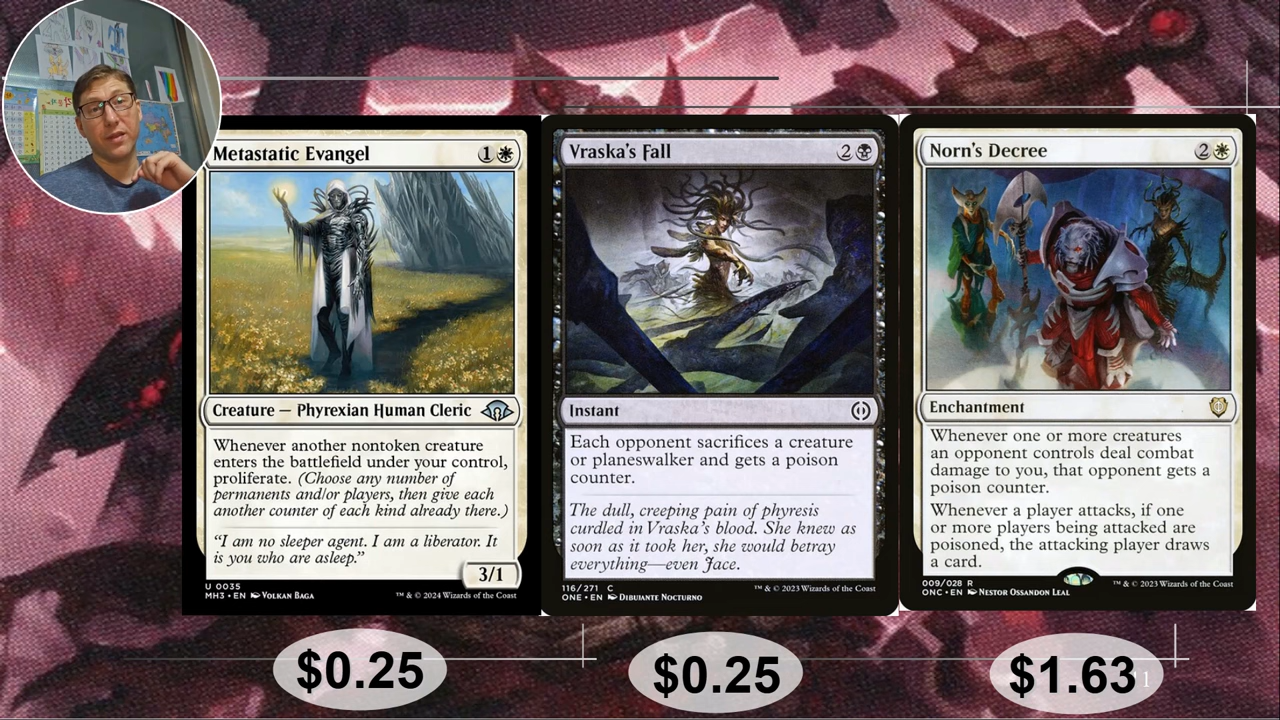 Metastatic Evangel 1
Creature — Phyrexian Human Cleric
Whenever another nontoken creature
enters the battlefield under your control,
proliferate. (Choose any number of
permanents and/or players, then give each
another counter of each kind already there.)
“I am no sleeper agent. I am a liberator. It
is you who are asleep.”
3/1
U 0035
MH3 • EN VOLKAN BAGA
™ & © 2024 Wizards of the Coast
$0.25
Vraska's Fall 2
Instant
Each opponent sacrifices a creature
or planeswalker and gets a poison
counter.
The dull, creeping pain of phyresis
curdled in Vraska's blood. She knew as
soon as it took her, she would betray
everything—even Jace.
116/271 C
ONE • EN DIBUJANTE NOCTURNO
™ & © 2023 Wizards of the Coast
$0.25
Norn's Decree 2
Enchantment
Whenever one or more creatures
an opponent controls deal combat
damage to you, that opponent gets a
poison counter.
Whenever a player attacks, if one
or more players being attacked are
poisoned, the attacking player draws
a card.
009/028 R
ONC • EN NESTOR OSSANDON LEAL
™ & © 2023 Wizards of the Coast
$1.63
1